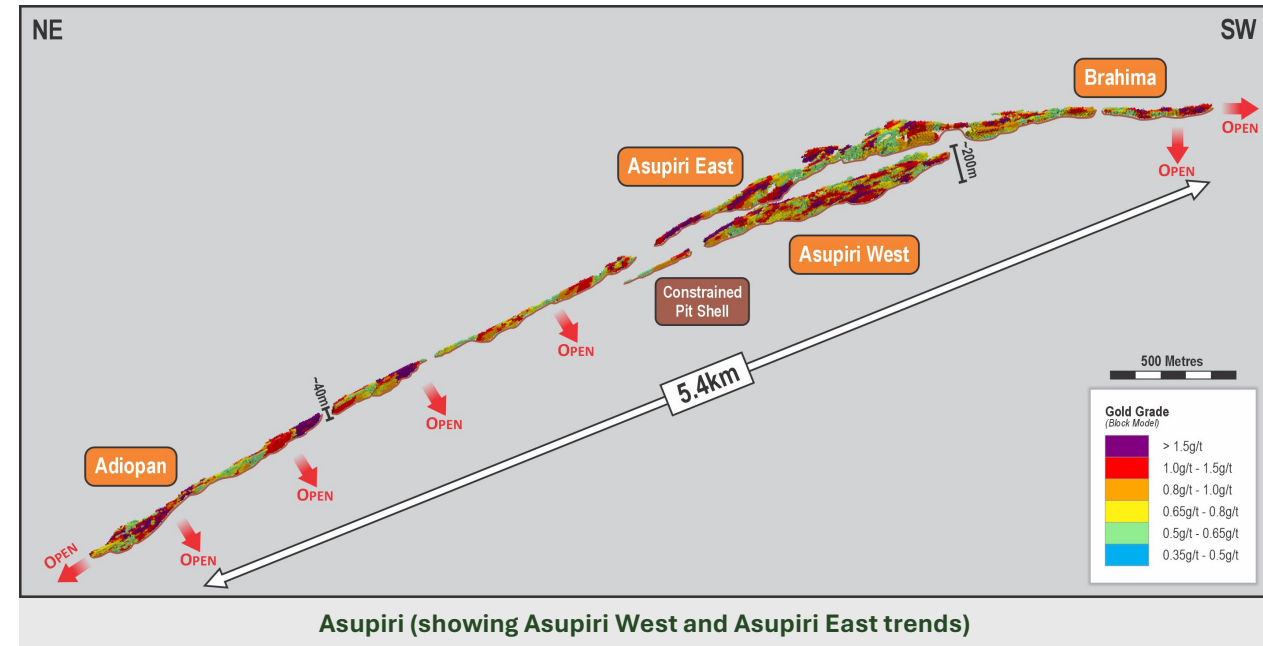 NE
SW
Brahima
OPEN
OPEN
Asupiri East
~200m
Asupiri West
Constrained
Pit Shell
OPEN
5.4km
500 Metres
~40m
OPEN
Adiopan
OPEN
OPEN
OPEN
Gold Grade
(Block Model)
> 1.5g/t
1.0g/t - 1.5g/t
0.8g/t - 1.0g/t
0.65g/t - 0.8g/t
0.5g/t - 0.65g/t
0.35g/t - 0.5g/t
Asupiri (showing Asupiri West and Asupiri East trends)